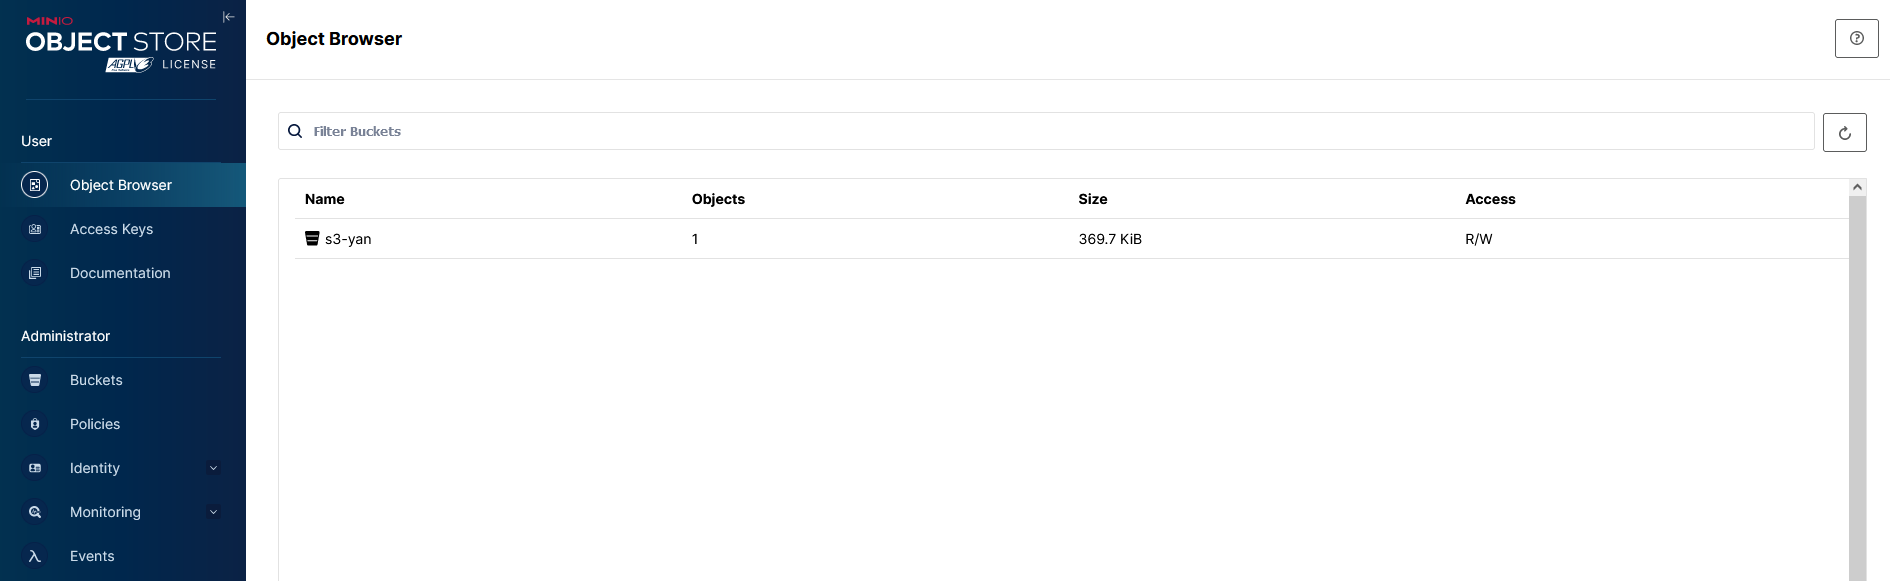 MINIO
OBJECT STORE
AGPL LICENSE
User
Object Browser
Access Keys
Documentation
Administrator
Buckets
Policies
Identity
Monitoring
Events
Object Browser
Filter Buckets
Name Objects Size Access
s3-yan 1 369.7 KiB R/W